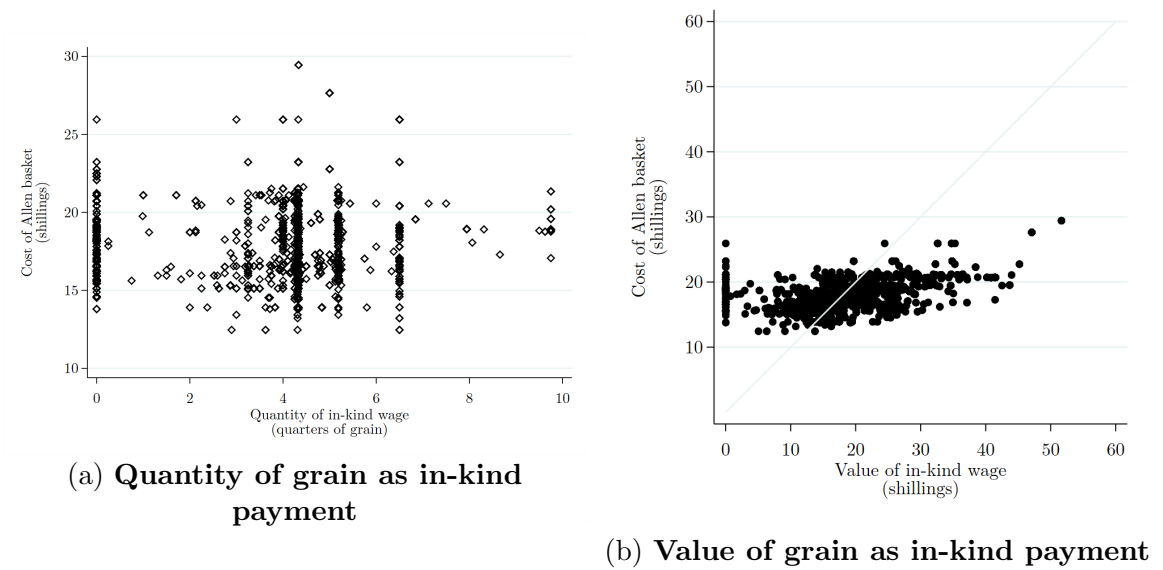 30
25
20
15
10
Cost of Allen basket
(shillings)
0 2 4 6 8 10
Quantity of in-kind wage
(quarters of grain)
(a) Quantity of grain as in-kind
payment
60
50
40
30
20
10
Cost of Allen basket
(shillings)
0 10 20 30 40 50 60
Value of in-kind wage
(shillings)
(b) Value of grain as in-kind payment